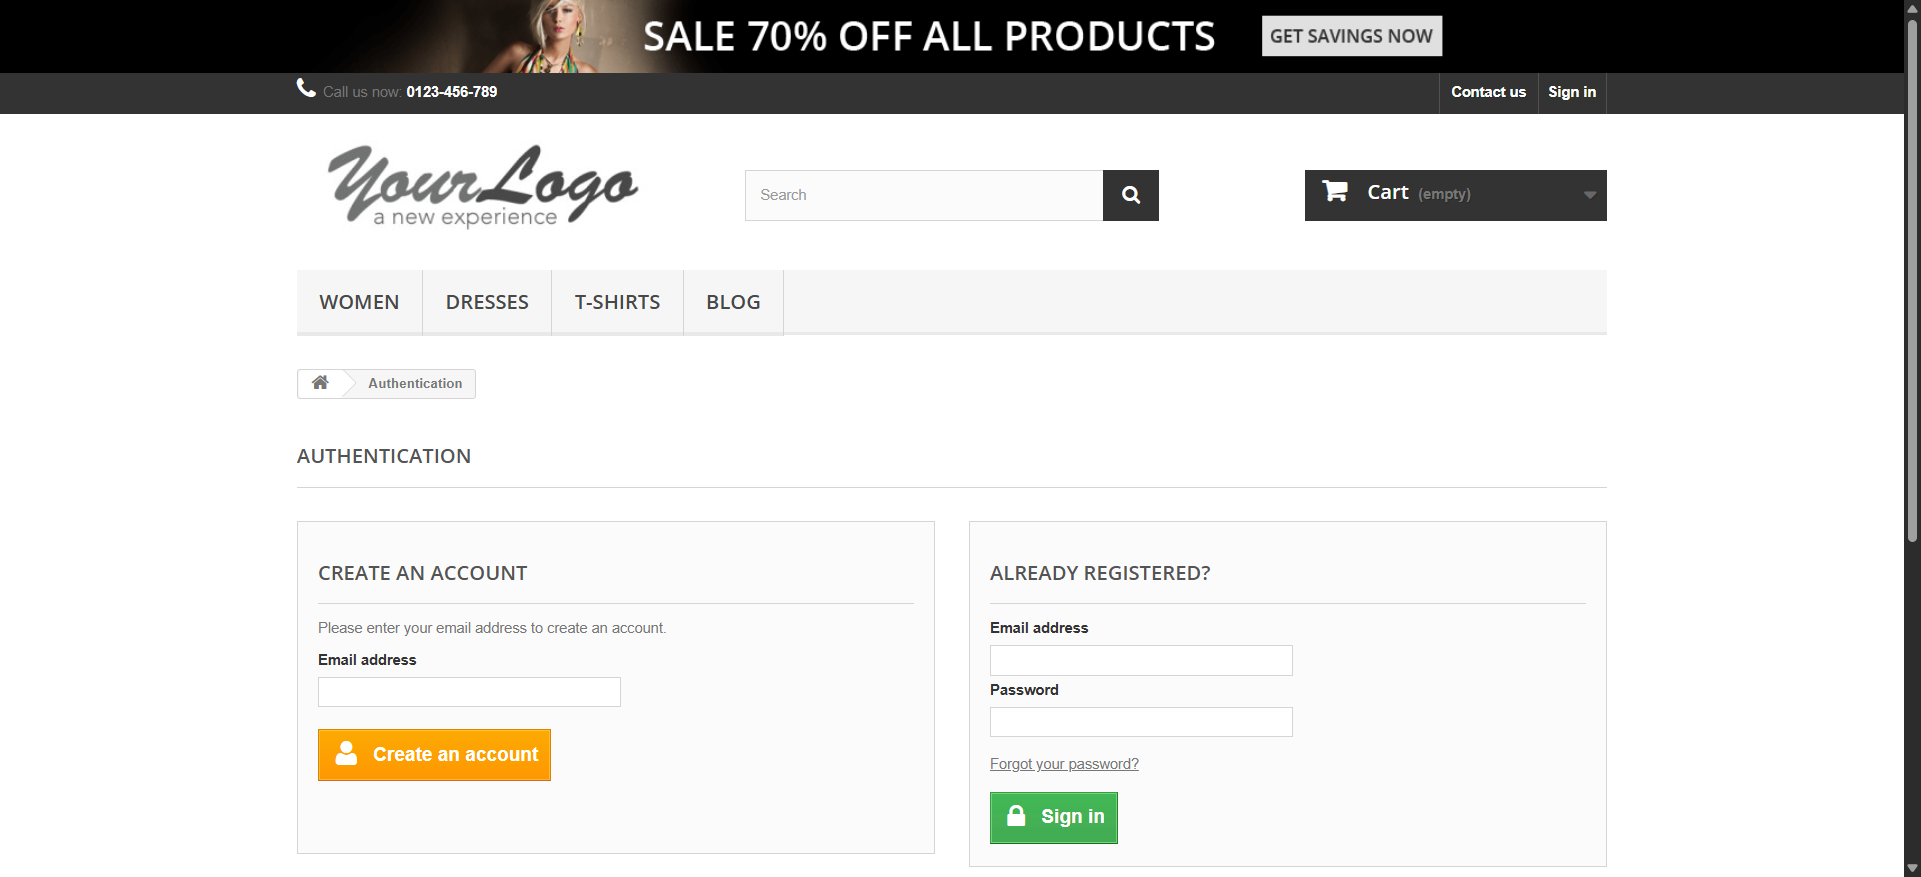 SALE 70% OFF ALL PRODUCTS
GET SAVINGS NOW
Call us now: 0123-456-789
Contact us
Sign in
YourLogo
a new experience
Search
Cart (empty)
WOMEN
DRESSES
T-SHIRTS
BLOG
Authentication
AUTHENTICATION
CREATE AN ACCOUNT
Please enter your email address to create an account.
Email address
Create an account
ALREADY REGISTERED?
Email address
Password
Forgot your password?
Sign in